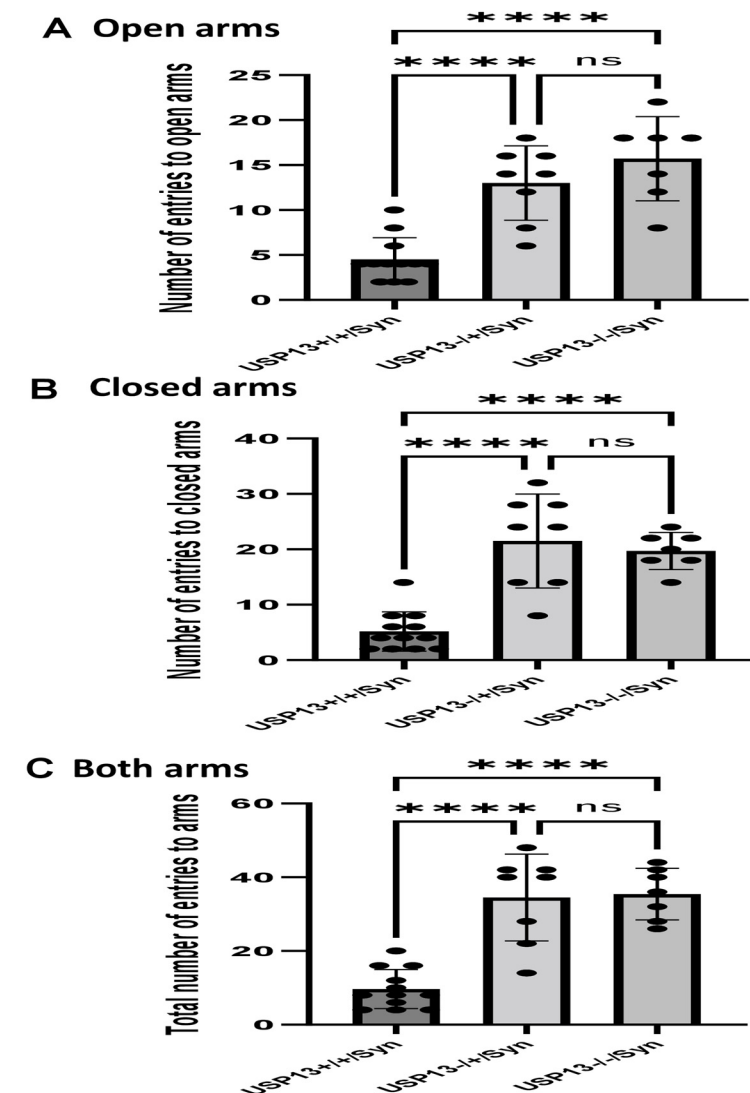 A Open arms
✱✱✱✱
✱✱✱✱ ns
Number of entries to open arms
25
20
15
10
5
0
USP13+/+/Syn
USP13-/+/Syn
USP13-/-/Syn
B Closed arms
✱✱✱✱
✱✱✱✱ ns
Number of entries to closed arms
40
30
20
10
0
USP13+/+/Syn
USP13-/+/Syn
USP13-/-/Syn
C Both arms
✱✱✱✱
✱✱✱✱ ns
Total number of entries to arms
60
40
20
0
USP13+/+/Syn
USP13-/+/Syn
USP13-/-/Syn